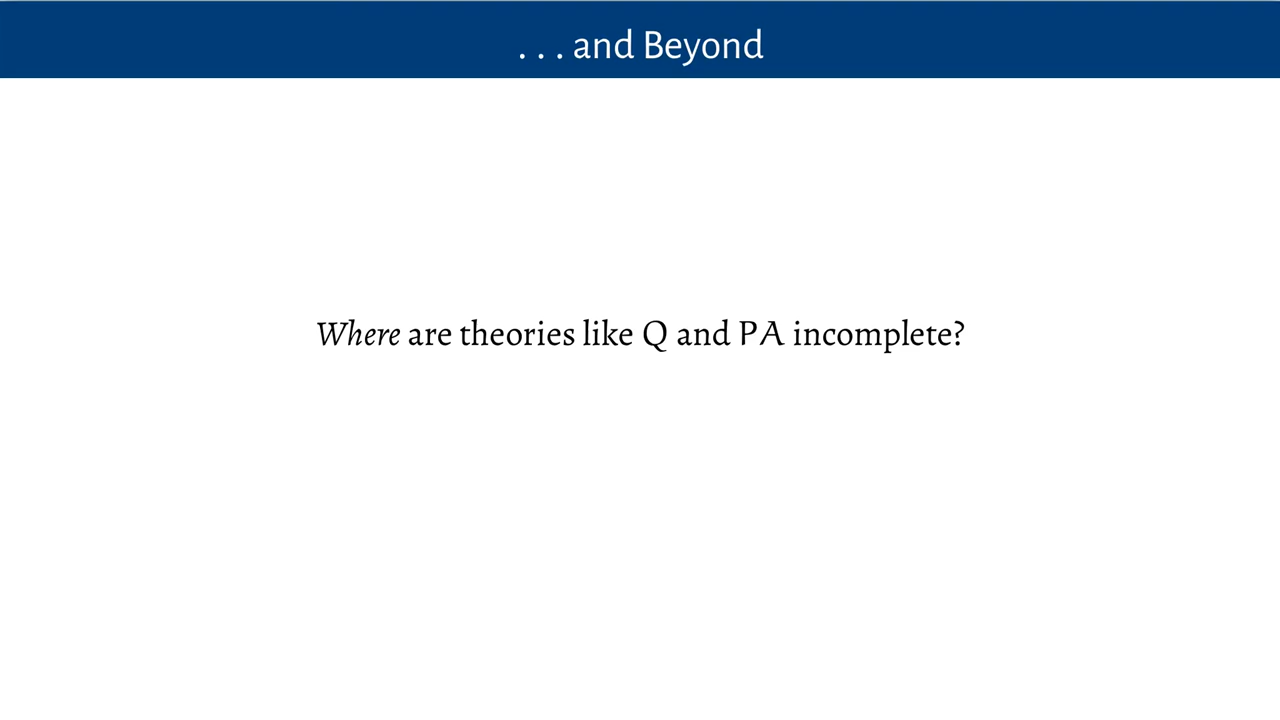 . . . and Beyond
Where are theories like Q and PA incomplete?